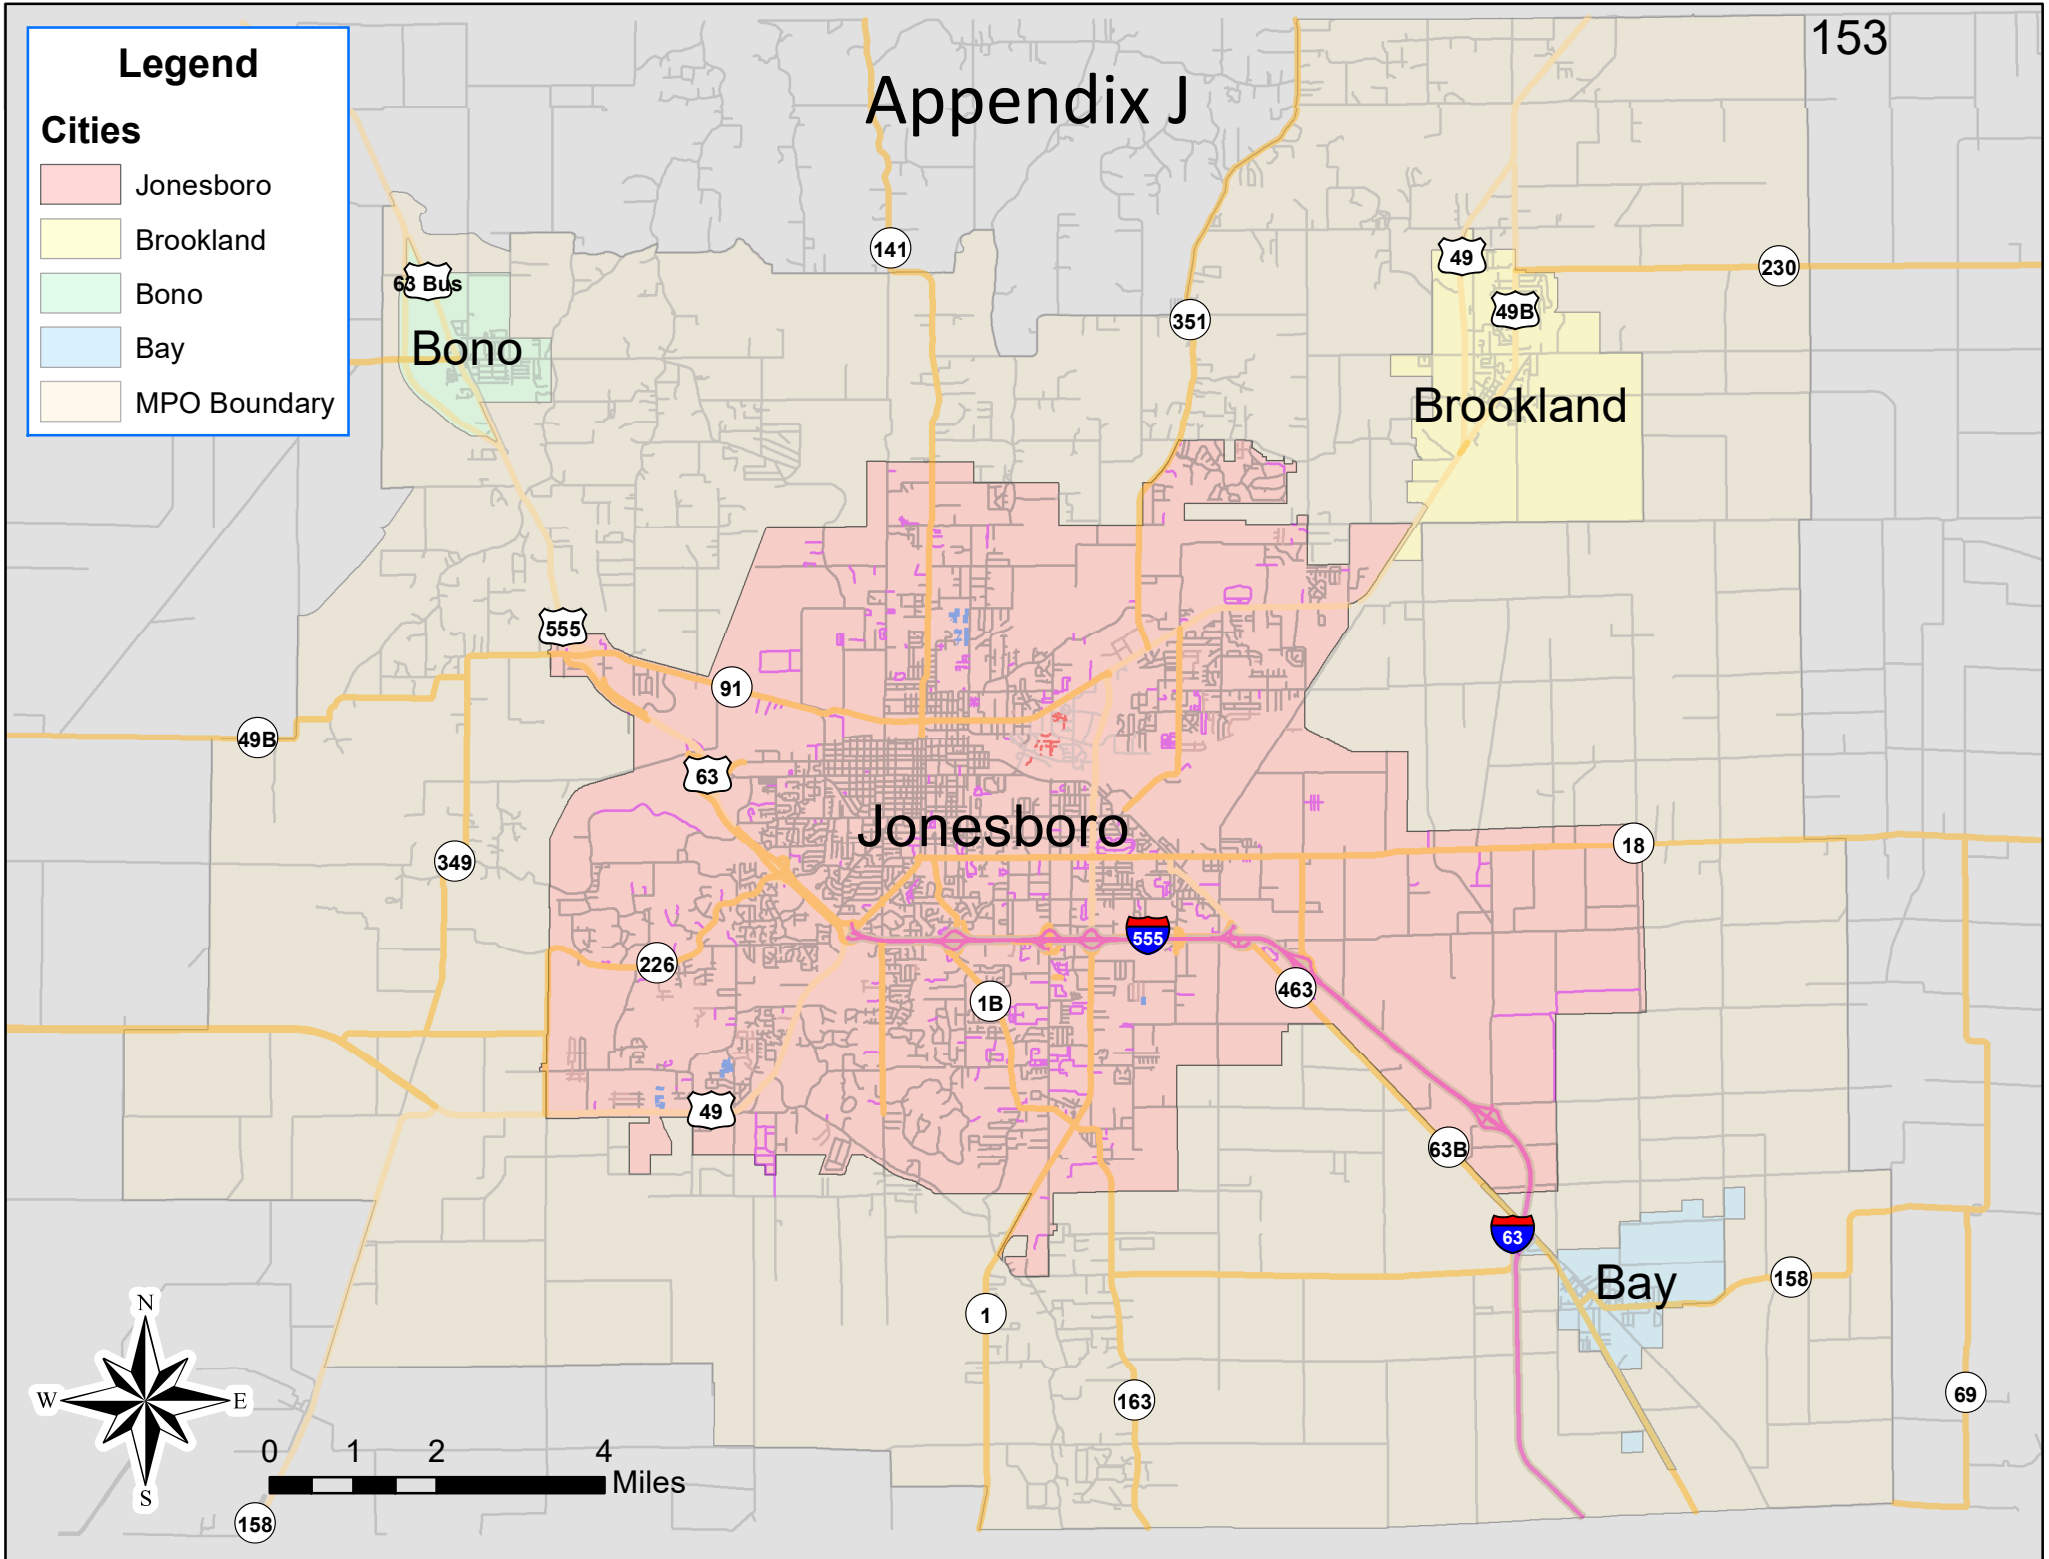 153
Legend
Appendix J
Cities
Jonesboro
Brookland
Bono
Bay
MPO Boundary
141
49
230
63 Bus
49B
351
Bono
Brookland
555
91
49B
63
Jonesboro
18
349
555
226
463
1B
49
63B
63
Bay
158
1
N
W
E
S
163
69
0 1 2 4
Miles
158